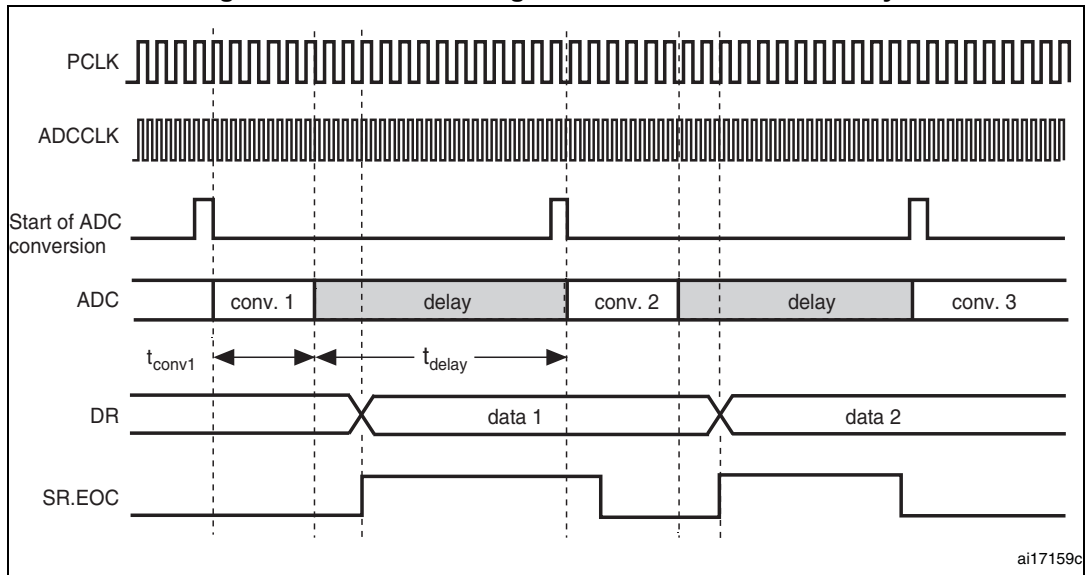 PCLK
ADCCLK
Start of ADC
conversion
ADC
conv. 1
delay
conv. 2
delay
conv. 3
tconv1
tdelay
DR
data 1
data 2
SR.EOC
ai17159c